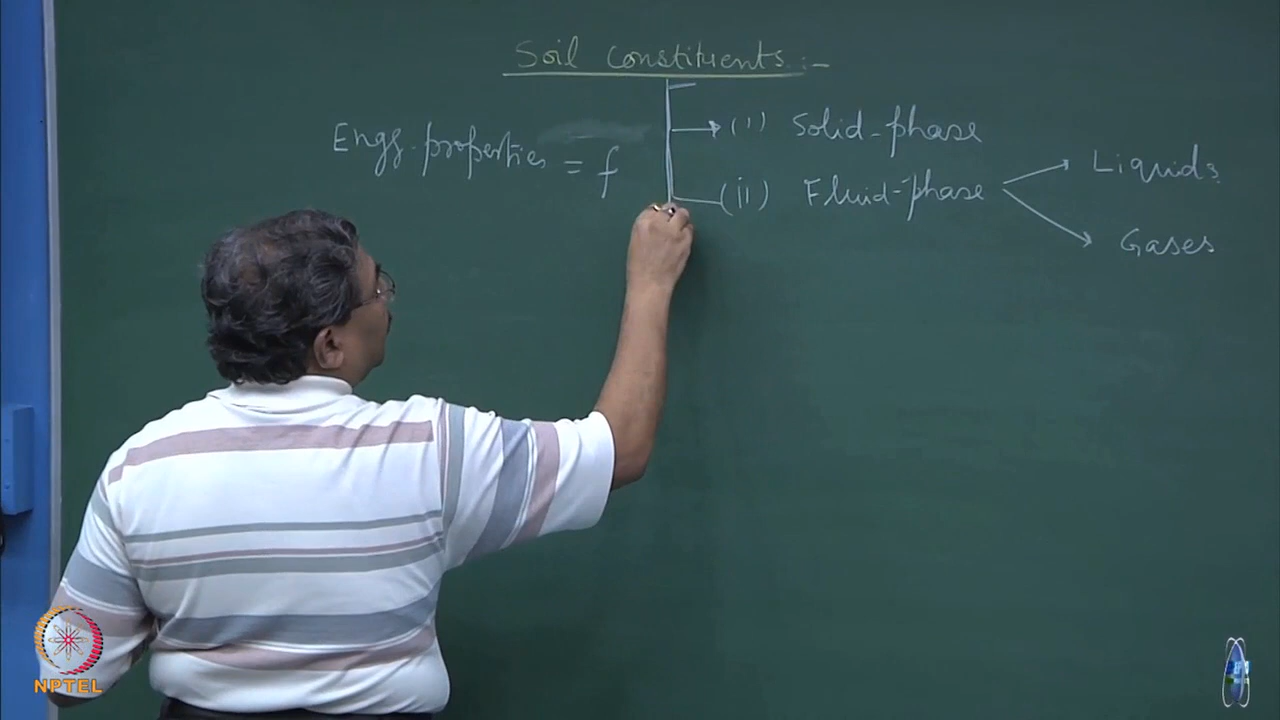 Soil constituents :-
Engg. properties = f
(i) Solid-phase
(ii) Fluid-phase
Liquids
Gases
NPTEL